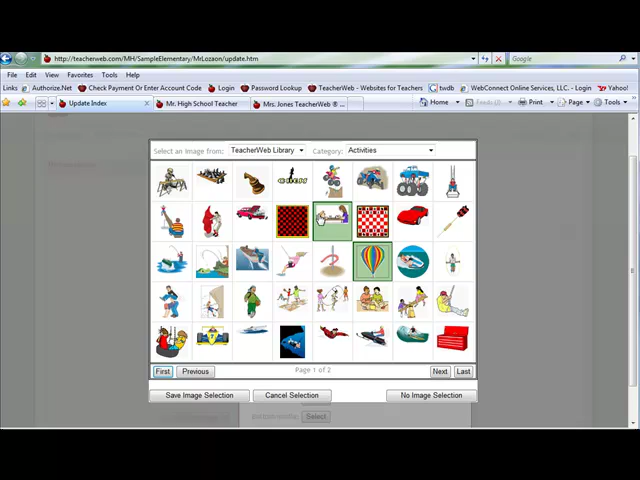 http://teacherweb.com/MH/SampleElementary/MrLozaon/update.htm
Google
File Edit View Favorites Tools Help
Links Authorize.Net Check Payment Or Enter Account Code Login Password Lookup TeacherWeb - Websites for Teachers twdb WebConnect Online Services, LLC. - Login Yahoo!
Update Index Mr. High School Teacher Mrs. Jones TeacherWeb ® ... Home Feeds (J) Print Page Tools
Select an Image from: TeacherWeb Library Category: Activities
First Previous Page 1 of 2 Next Last
Save Image Selection Cancel Selection No Image Selection
Select